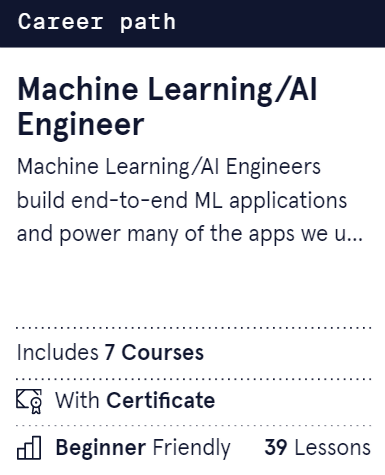 Career path
Machine Learning/AI
Engineer
Machine Learning/AI Engineers
build end-to-end ML applications
and power many of the apps we u...
Includes 7 Courses
With Certificate
Beginner Friendly 39 Lessons